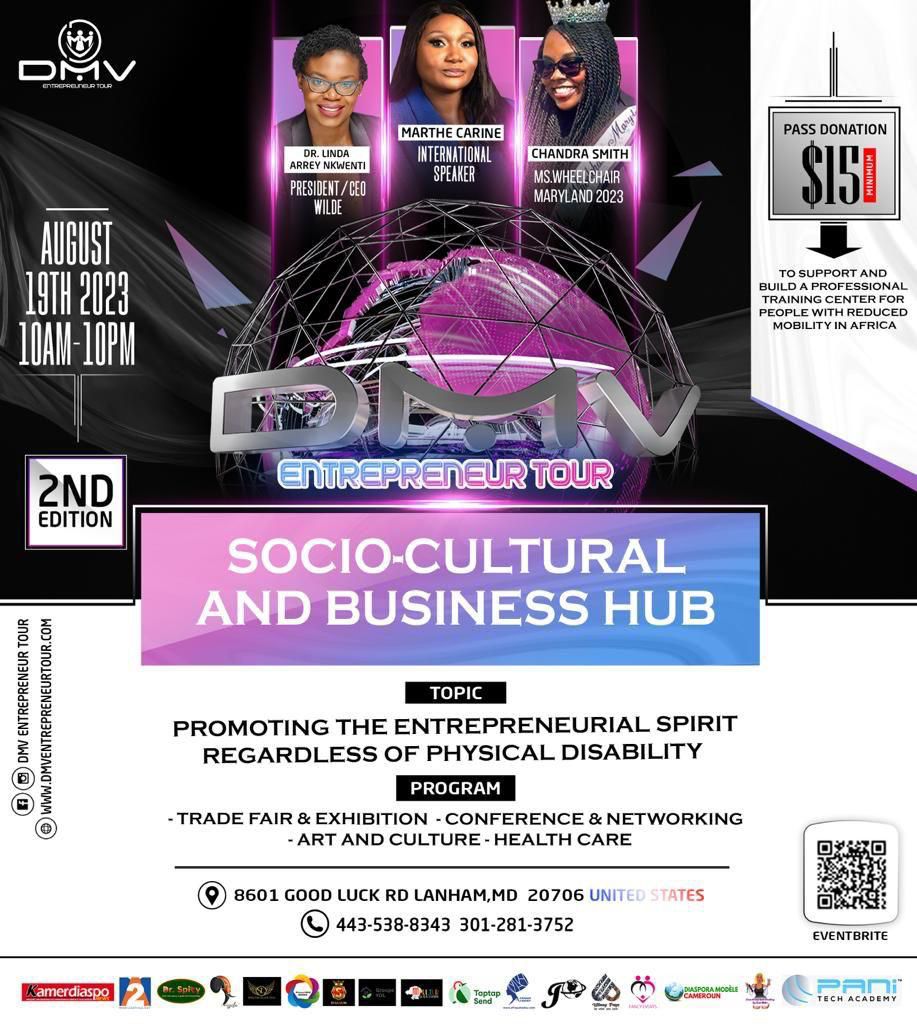 DMV
ENTREPRENEUR TOUR
DR. LINDA
ARREY NKWENTI
PRESIDENT/CEO
WILDE
MARTHE CARINE
INTERNATIONAL
SPEAKER
CHANDRA SMITH
MS.WHEELCHAIR
MARYLAND 2023
PASS DONATION
$15 MINIMUM
TO SUPPORT AND
BUILD A PROFESSIONAL
TRAINING CENTER FOR
PEOPLE WITH REDUCED
MOBILITY IN AFRICA
AUGUST
19TH 2023
10AM-10PM
DMV
ENTREPRENEUR TOUR
2ND
EDITION
SOCIO-CULTURAL
AND BUSINESS HUB
DMV ENTREPRENEUR TOUR
WWW.DMVENTREPRENEURTOUR.COM
TOPIC
PROMOTING THE ENTREPRENEURIAL SPIRIT
REGARDLESS OF PHYSICAL DISABILITY
PROGRAM
- TRADE FAIR & EXHIBITION - CONFERENCE & NETWORKING
- ART AND CULTURE - HEALTH CARE
8601 GOOD LUCK RD LANHAM,MD 20706 UNITED STATES
443-538-8343 301-281-3752
EVENTBRITE
Kamerdiaspo
NEWS
Dr. Spicy
Groupe
KDL
Taptap
Send
DIASPORA MODÈLE
CAMEROUN
PANI
TECH ACADEMY